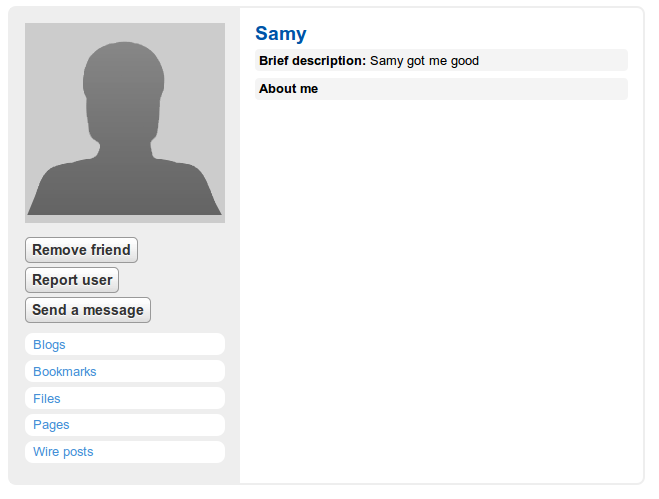 Samy
Brief description: Samy got me good
About me
Remove friend
Report user
Send a message
Blogs
Bookmarks
Files
Pages
Wire posts